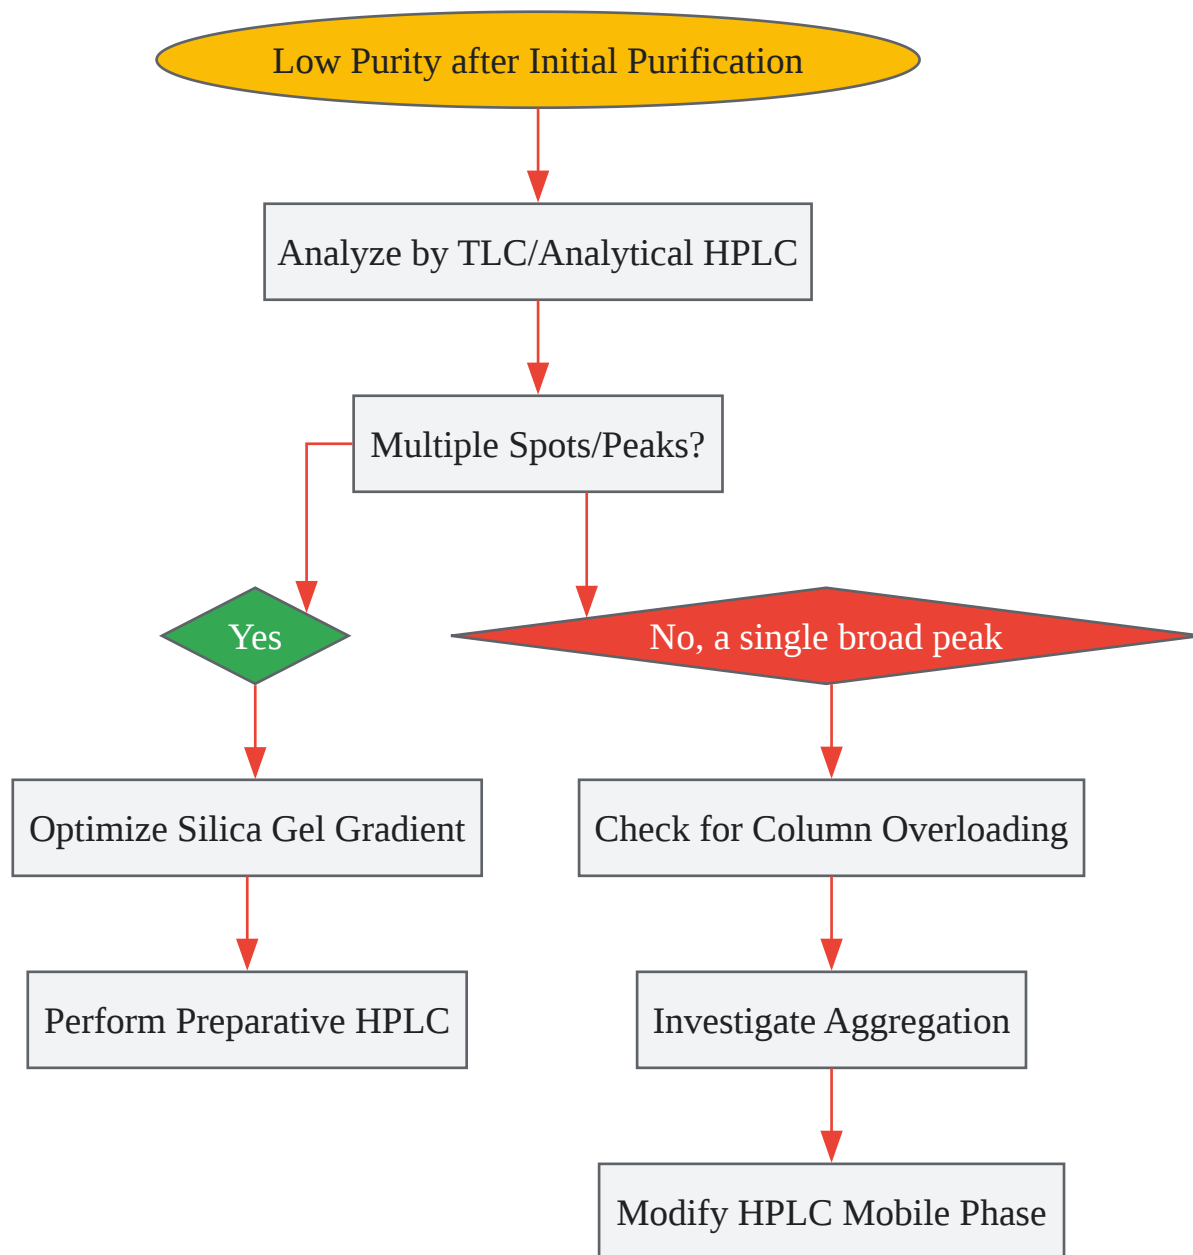 Low Purity after Initial Purification
Analyze by TLC/Analytical HPLC
Multiple Spots/Peaks?
Yes
No, a single broad peak
Optimize Silica Gel Gradient
Check for Column Overloading
Perform Preparative HPLC
Investigate Aggregation
Modify HPLC Mobile Phase